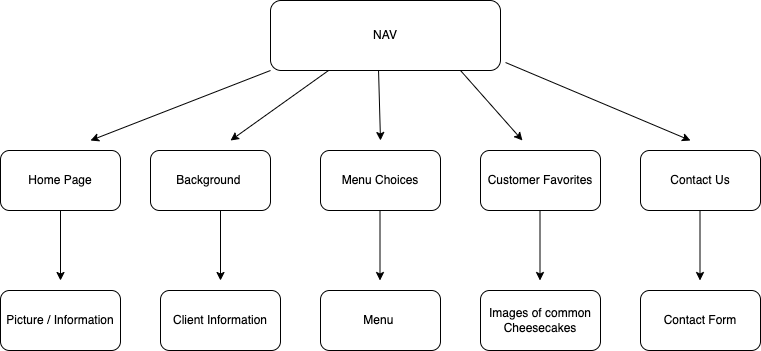 NAV
Home Page
Background
Menu Choices
Customer Favorites
Contact Us
Picture / Information
Client Information
Menu
Images of common
Cheesecakes
Contact Form